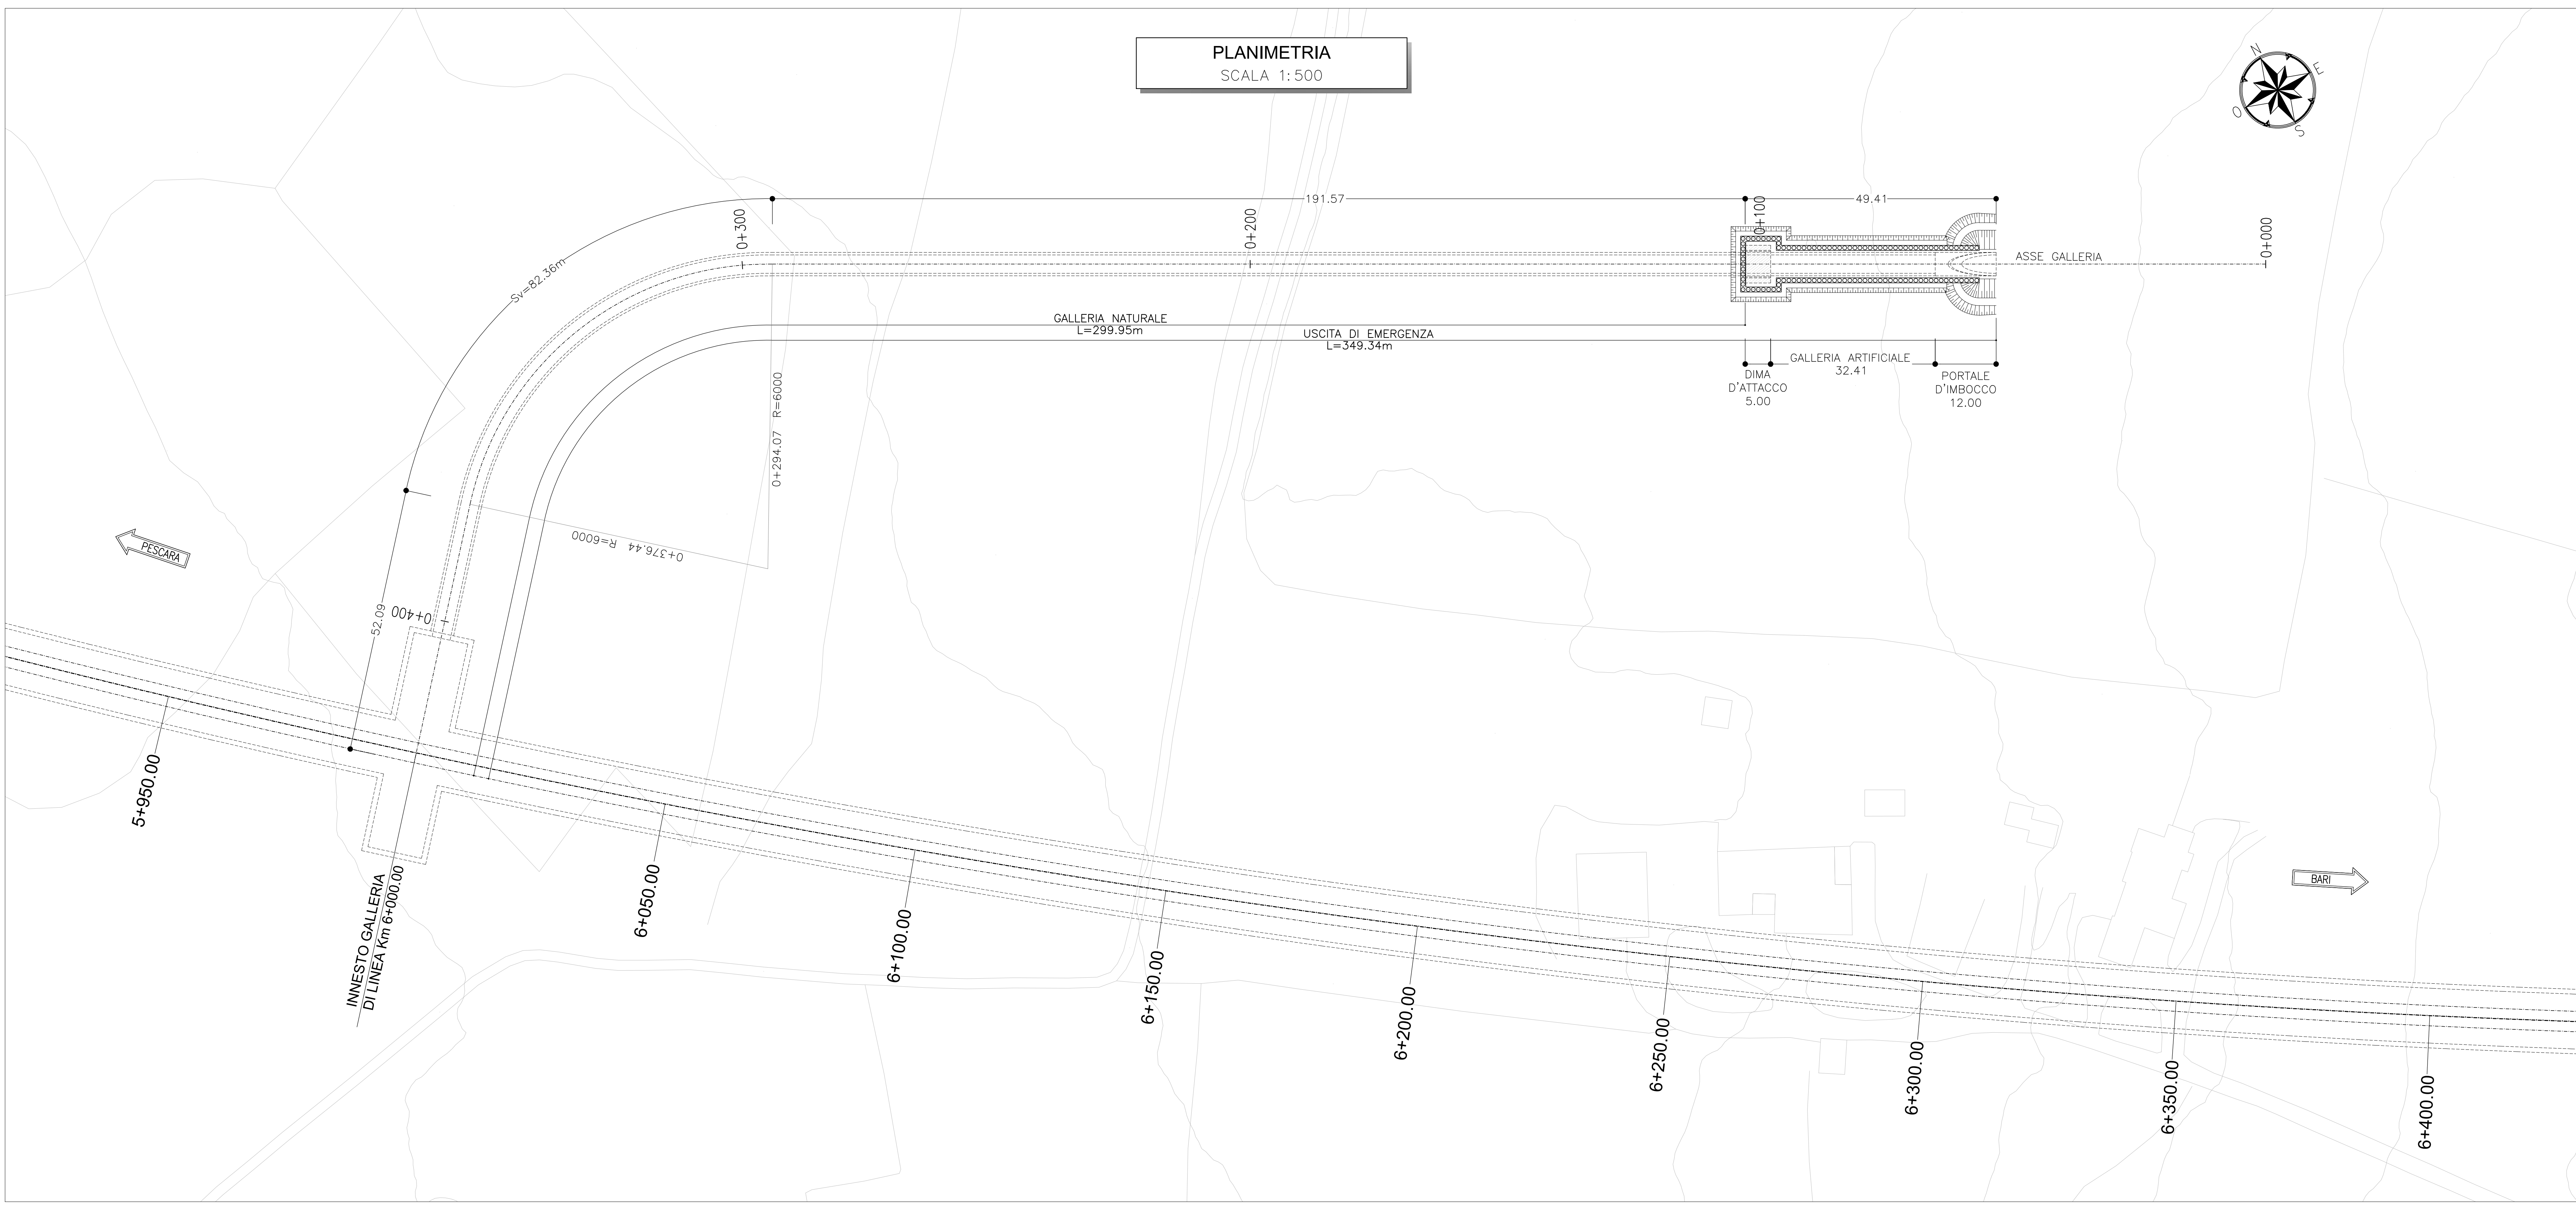 PLANIMETRIA
SCALA 1:500
N
E
O
S
191.57
49.41
Sv=82.36m
0+300
0+200
0+100
0+000
ASSE GALLERIA
GALLERIA NATURALE
L=299.95m
USCITA DI EMERGENZA
L=349.34m
GALLERIA ARTIFICIALE
32.41
DIMA
D'ATTACCO
5.00
PORTALE
D'IMBOCCO
12.00
0+294.07 R=6000
0+376.44 R=6000
PESCARA
52.09
0+400
5+950.00
INNESTO GALLERIA
DI LINEA Km 6+000.00
6+050.00
6+100.00
6+150.00
6+200.00
6+250.00
6+300.00
6+350.00
6+400.00
BARI